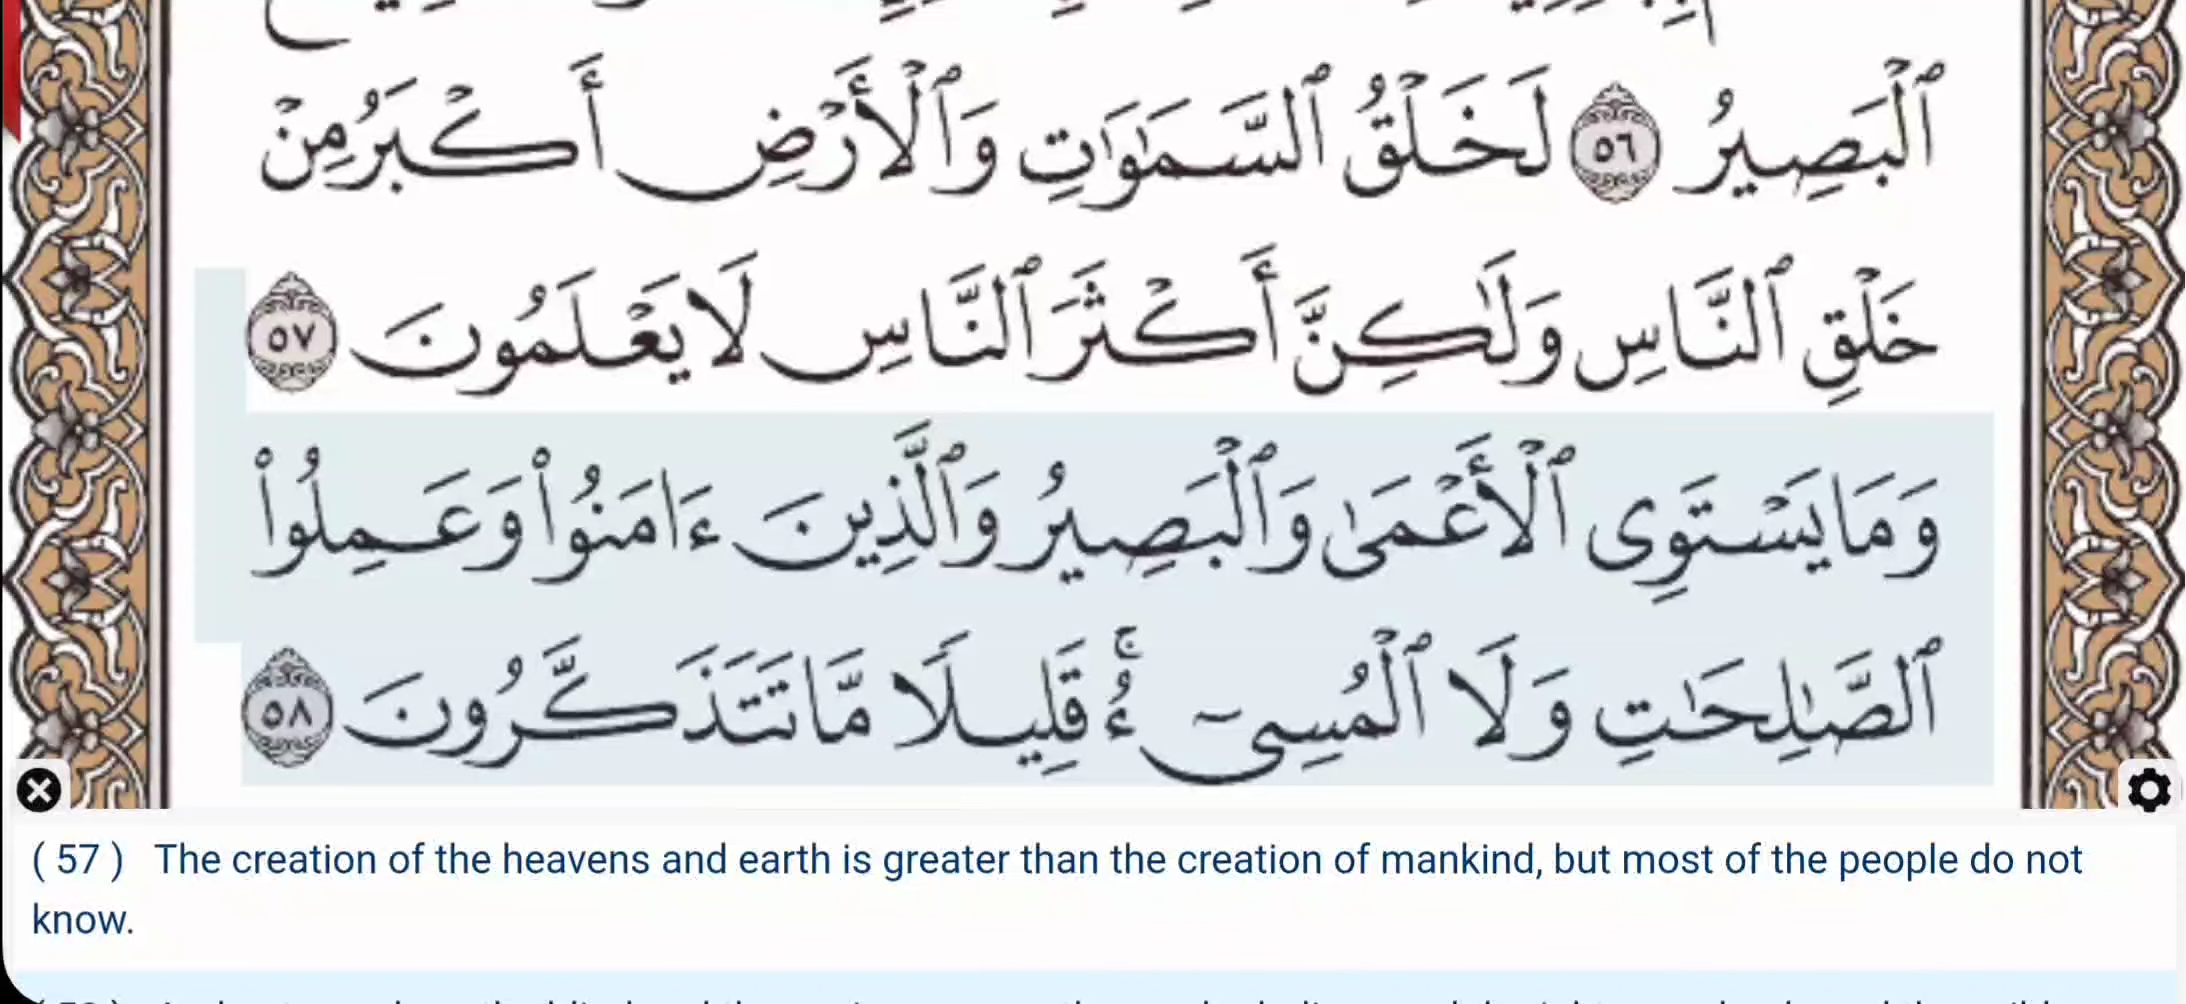 ٱلْبَصِيرُ ٥٦ لَخَلْقُ ٱلسَّمَـٰوَٰتِ وَٱلْأَرْضِ أَكْبَرُ مِنْ
خَلْقِ ٱلنَّاسِ وَلَـٰكِنَّ أَكْثَرَ ٱلنَّاسِ لَا يَعْلَمُونَ ٥٧
وَمَا يَسْتَوِى ٱلْأَعْمَىٰ وَٱلْبَصِيرُ وَٱلَّذِينَ ءَامَنُوا۟ وَعَمِلُوا۟
ٱلصَّـٰلِحَـٰتِ وَلَا ٱلْمُسِىٓءُ ۚ قَلِيلًا مَّا تَتَذَكَّرُونَ ٥٨
( 57 ) The creation of the heavens and earth is greater than the creation of mankind, but most of the people do not
know.